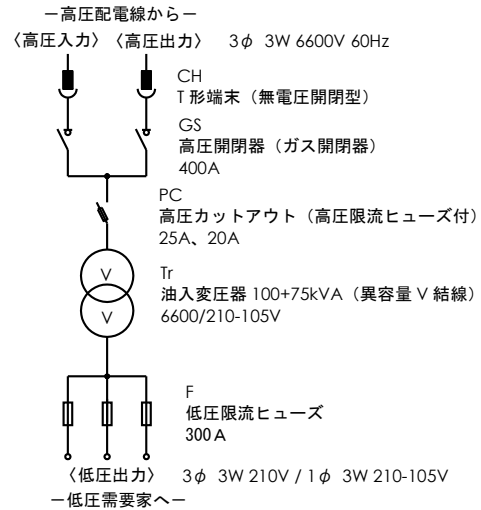 －高圧配電線から－
〈高圧入力〉〈高圧出力〉 3φ 3W 6600V 60Hz
CH
T 形端末（無電圧開閉型）
GS
高圧開閉器（ガス開閉器）
400A
PC
高圧カットアウト（高圧限流ヒューズ付）
25A、20A
V
V
Tr
油入変圧器 100+75kVA（異容量 V 結線）
6600/210-105V
F
低圧限流ヒューズ
300A
〈低圧出力〉 3φ 3W 210V / 1φ 3W 210-105V
－低圧需要家へ－